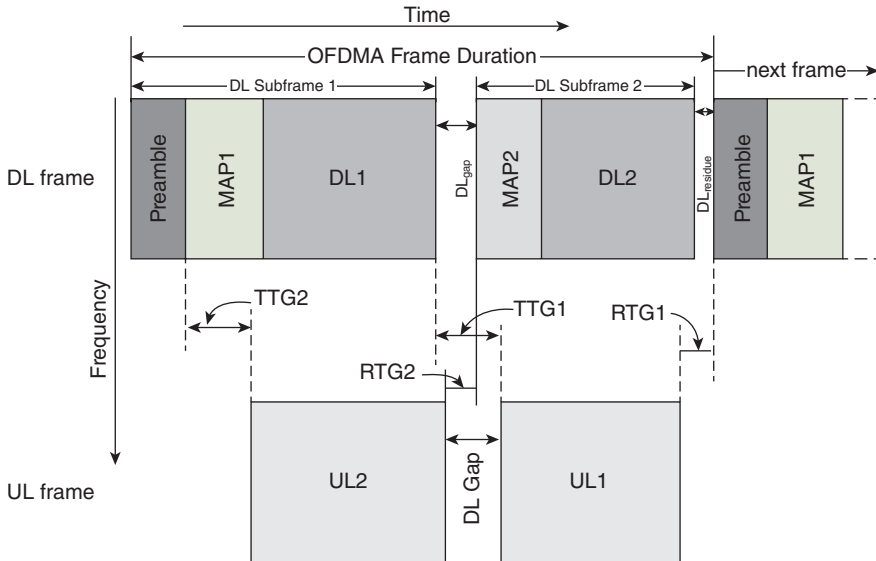 Time
OFDMA Frame Duration
next frame
DL Subframe 1
DL Subframe 2
DL frame
Preamble
MAP1
DL1
DLgap
MAP2
DL2
DLresidue
Preamble
MAP1
Frequency
TTG2
TTG1
RTG1
RTG2
UL frame
UL2
DL Gap
UL1